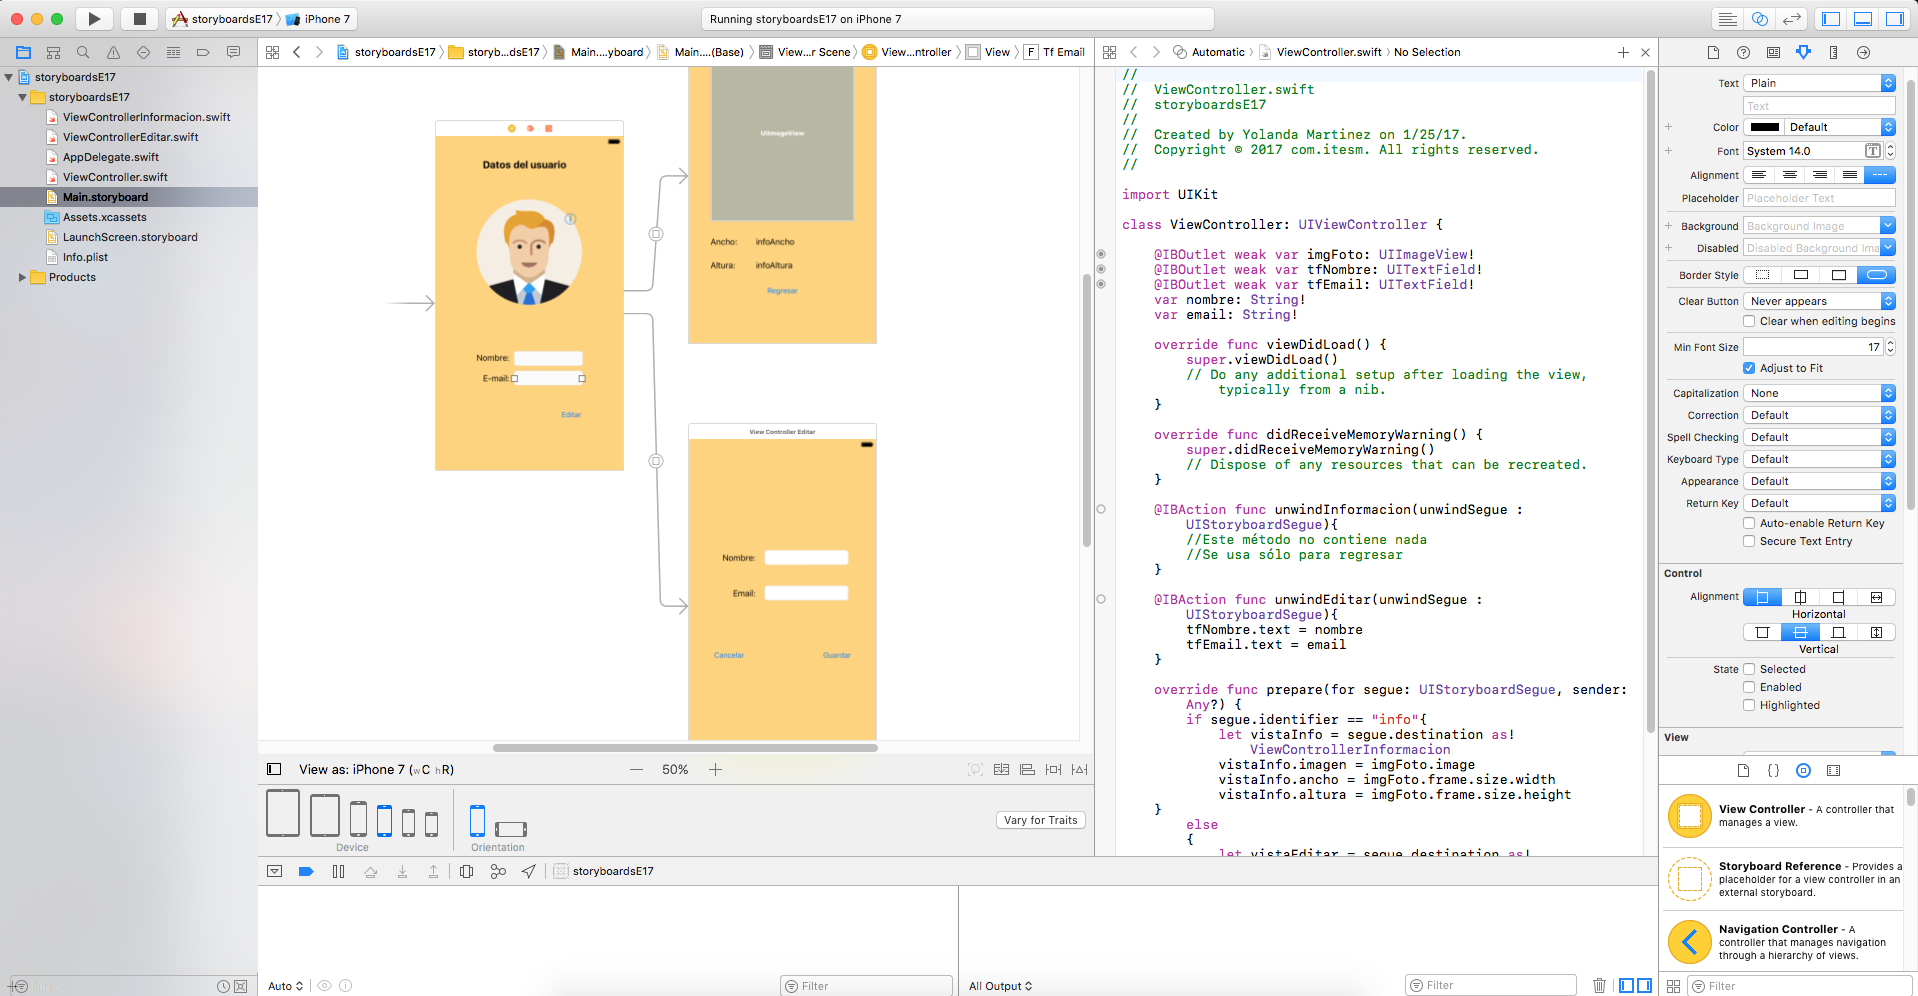 storyboardsE17 iPhone 7
Running storyboardsE17 on iPhone 7
storyboardsE17 storyb...dsE17 Main....yboard Main....(Base) View...r Scene View...ntroller View F Tf Email
Automatic ViewController.swift No Selection
storyboardsE17
storyboardsE17
ViewControllerInformacion.swift
ViewControllerEditar.swift
AppDelegate.swift
ViewController.swift
Main.storyboard
Assets.xcassets
LaunchScreen.storyboard
Info.plist
Products
Datos del usuario
Nombre:
E-mail:
Editar
UIImageView
Ancho: infoAncho
Altura: infoAltura
Regresar
View Controller Editar
Nombre:
Email:
Cancelar Guardar
View as: iPhone 7 (wC hR)
50%
Device
Orientation
Vary for Traits
//
// ViewController.swift
// storyboardsE17
//
// Created by Yolanda Martinez on 1/25/17.
// Copyright © 2017 com.itesm. All rights reserved.
//
import UIKit
class ViewController: UIViewController {
@IBOutlet weak var imgFoto: UIImageView!
@IBOutlet weak var tfNombre: UITextField!
@IBOutlet weak var tfEmail: UITextField!
var nombre: String!
var email: String!
override func viewDidLoad() {
super.viewDidLoad()
// Do any additional setup after loading the view,
typically from a nib.
}
override func didReceiveMemoryWarning() {
super.didReceiveMemoryWarning()
// Dispose of any resources that can be recreated.
}
@IBAction func unwindInformacion(unwindSegue :
UIStoryboardSegue){
//Este método no contiene nada
//Se usa sólo para regresar
}
@IBAction func unwindEditar(unwindSegue :
UIStoryboardSegue){
tfNombre.text = nombre
tfEmail.text = email
}
override func prepare(for segue: UIStoryboardSegue, sender:
Any?) {
if segue.identifier == "info"{
let vistaInfo = segue.destination as!
ViewControllerInformacion
vistaInfo.imagen = imgFoto.image
vistaInfo.ancho = imgFoto.frame.size.width
vistaInfo.altura = imgFoto.frame.size.height
}
else
{
let vistaEditar = segue.destination as!
Text Plain
Text
Color Default
Font System 14.0
Alignment
Placeholder Placeholder Text
Background Background Image
Disabled Disabled Background Ima
Border Style
Clear Button Never appears
Clear when editing begins
Min Font Size 17
Adjust to Fit
Capitalization None
Correction Default
Spell Checking Default
Keyboard Type Default
Appearance Default
Return Key Default
Auto-enable Return Key
Secure Text Entry
Control
Alignment
Horizontal
Vertical
State Selected
Enabled
Highlighted
View
View Controller - A controller that
manages a view.
Storyboard Reference - Provides a
placeholder for a view controller in an
external storyboard.
Navigation Controller - A
controller that manages navigation
through a hierarchy of views.
storyboardsE17
Auto
Filter
All Output
Filter
Filter